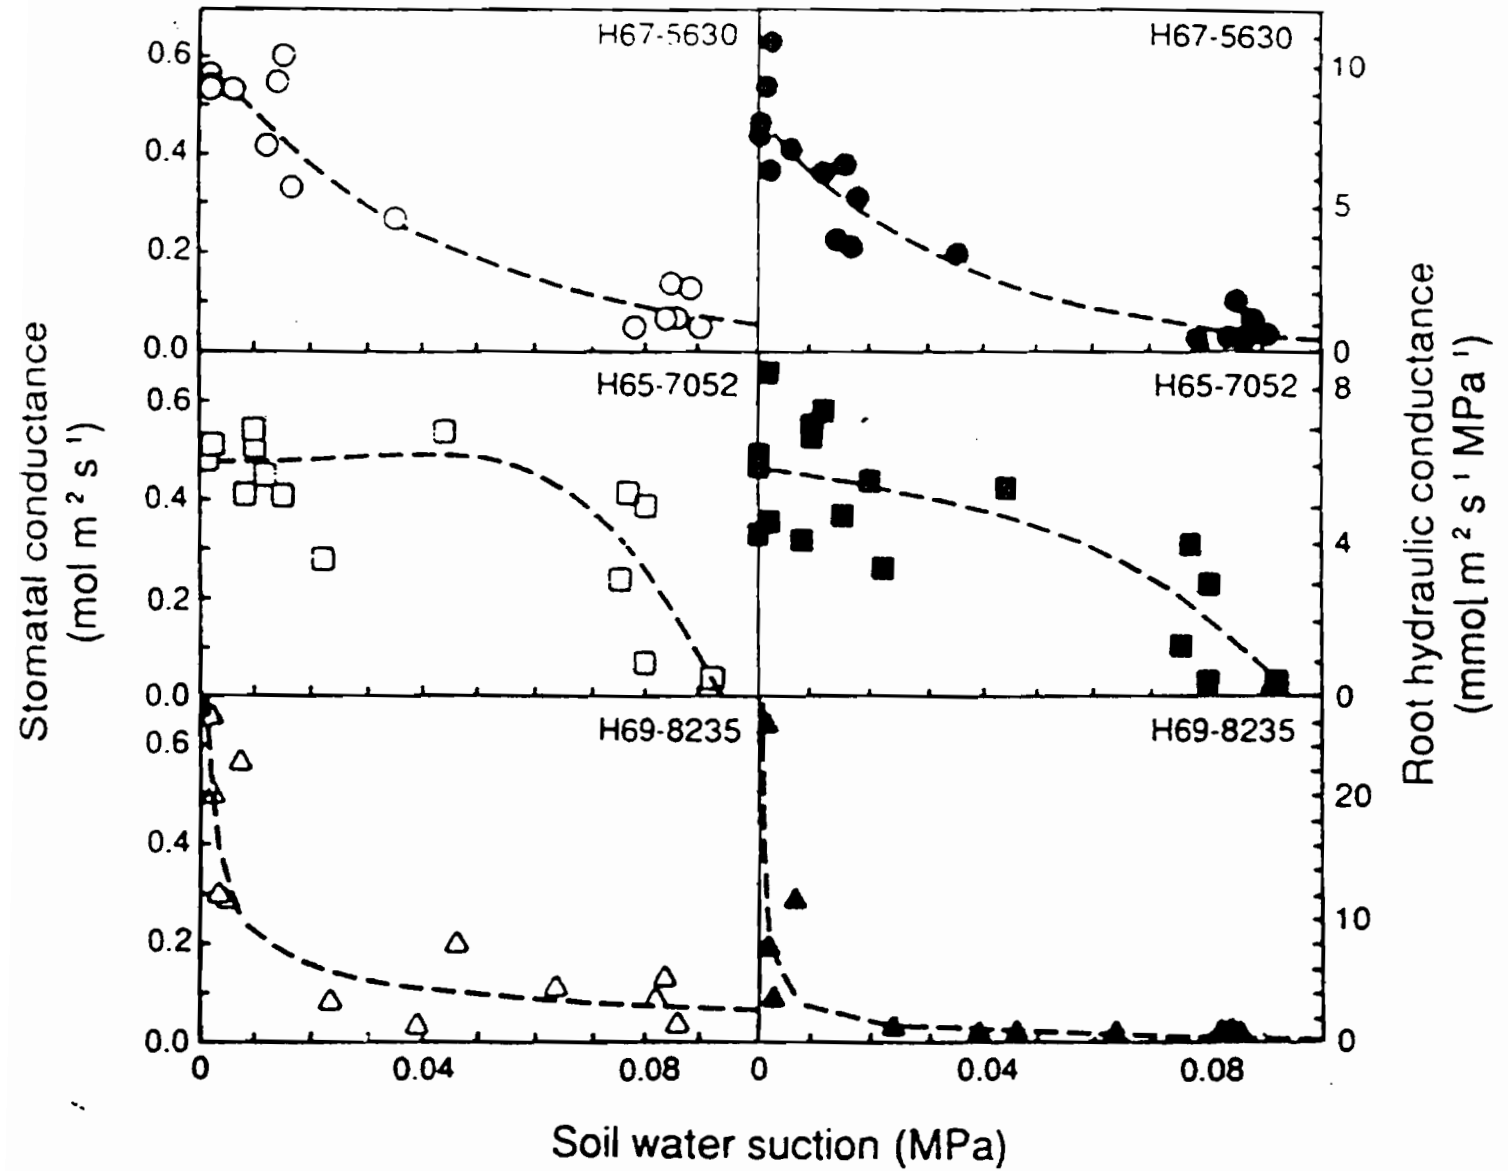 H67-5630
H67-5630
0.6
0.4
0.2
0.0
10
5
0
H65-7052
H65-7052
0.6
0.4
0.2
0.0
8
4
0
H69-8235
H69-8235
0.6
0.4
0.2
0.0
20
10
0
0
0.04
0.08
0
0.04
0.08
Soil water suction (MPa)
Stomatal conductance
(mol m ² s ¹)
Root hydraulic conductance
(mmol m ² s ¹ MPa ¹)